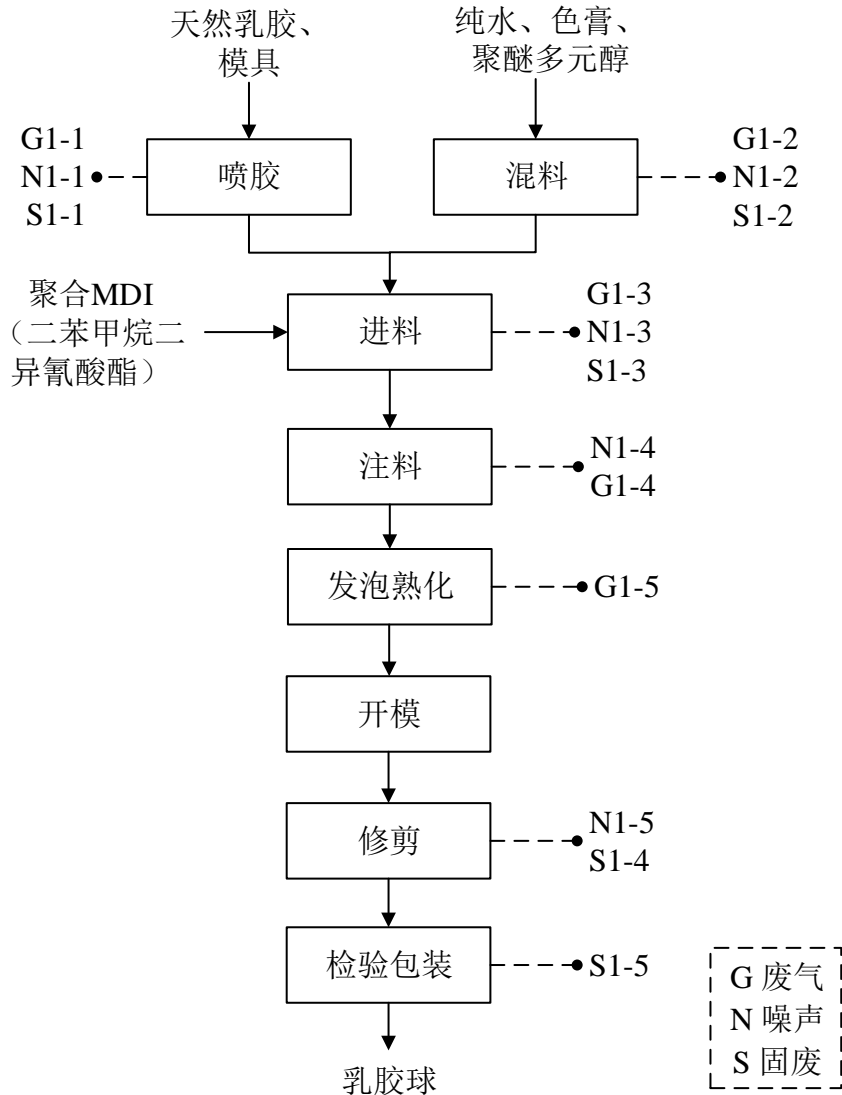 天然乳胶、
模具
纯水、色膏、
聚醚多元醇
G1-1
N1-1
S1-1
喷胶
混料
G1-2
N1-2
S1-2
聚合MDI
（二苯甲烷二
异氰酸酯）
进料
G1-3
N1-3
S1-3
注料
N1-4
G1-4
发泡熟化
G1-5
开模
修剪
N1-5
S1-4
检验包装
S1-5
乳胶球
G 废气
N 噪声
S 固废